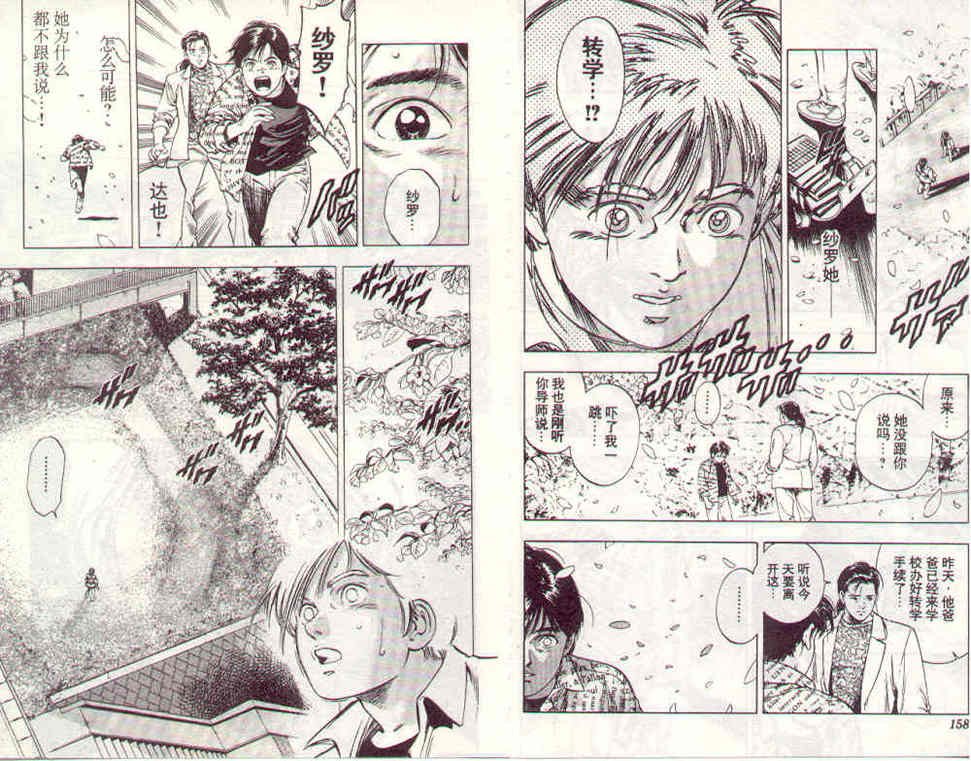 纱罗她——
转学…!?
原来…
她没跟你
说吗…？
……
吓了我一
跳……
我也是刚听
你导师说…
昨天·他爸
爸已经来学
校办好转学
手续了…
听说今
天要离
开这…
………
158
纱罗…
纱罗！
达也！
怎么可能？
她为什么
都不跟我说……！
………